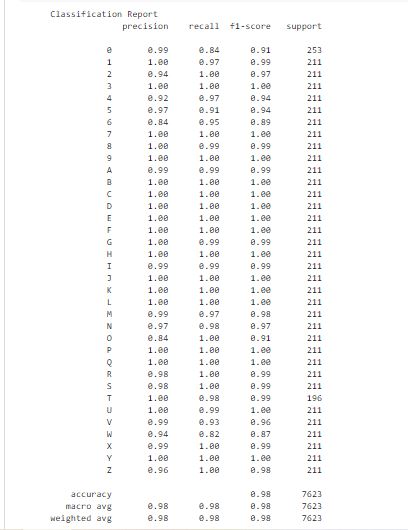 Classification Report
precision recall f1-score support
0 0.99 0.84 0.91 253
1 1.00 0.97 0.99 211
2 0.94 1.00 0.97 211
3 1.00 1.00 1.00 211
4 0.92 0.97 0.94 211
5 0.97 0.91 0.94 211
6 0.84 0.95 0.89 211
7 1.00 1.00 1.00 211
8 1.00 0.99 0.99 211
9 1.00 1.00 1.00 211
A 0.99 0.99 0.99 211
B 1.00 1.00 1.00 211
C 1.00 1.00 1.00 211
D 1.00 1.00 1.00 211
E 1.00 1.00 1.00 211
F 1.00 1.00 1.00 211
G 1.00 0.99 0.99 211
H 1.00 1.00 1.00 211
I 0.99 0.99 0.99 211
J 1.00 1.00 1.00 211
K 1.00 1.00 1.00 211
L 1.00 1.00 1.00 211
M 0.99 0.97 0.98 211
N 0.97 0.98 0.97 211
O 0.84 1.00 0.91 211
P 1.00 1.00 1.00 211
Q 1.00 1.00 1.00 211
R 0.98 1.00 0.99 211
S 0.98 1.00 0.99 211
T 1.00 0.98 0.99 196
U 1.00 0.99 1.00 211
V 0.99 0.93 0.96 211
W 0.94 0.82 0.87 211
X 0.99 1.00 0.99 211
Y 1.00 1.00 1.00 211
Z 0.96 1.00 0.98 211
accuracy 0.98 7623
macro avg 0.98 0.98 0.98 7623
weighted avg 0.98 0.98 0.98 7623